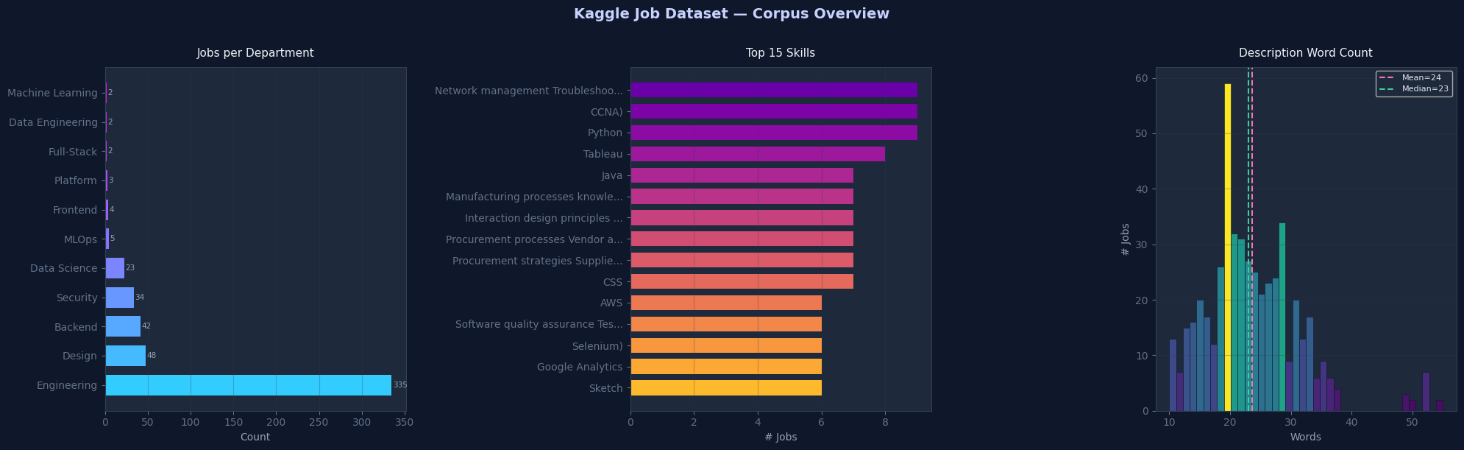 Kaggle Job Dataset — Corpus Overview
Jobs per Department
Machine Learning 2
Data Engineering 2
Full-Stack 2
Platform 3
Frontend 4
MLOps 5
Data Science 23
Security 34
Backend 42
Design 48
Engineering 335
0 50 100 150 200 250 300 350
Count
Top 15 Skills
Network management Troubleshoo...
CCNA)
Python
Tableau
Java
Manufacturing processes knowle...
Interaction design principles ...
Procurement processes Vendor a...
Procurement strategies Supplie...
CSS
AWS
Software quality assurance Tes...
Selenium)
Google Analytics
Sketch
0 2 4 6 8
# Jobs
Description Word Count
Mean=24
Median=23
60
50
40
30
20
10
0
# Jobs
10 20 30 40 50
Words